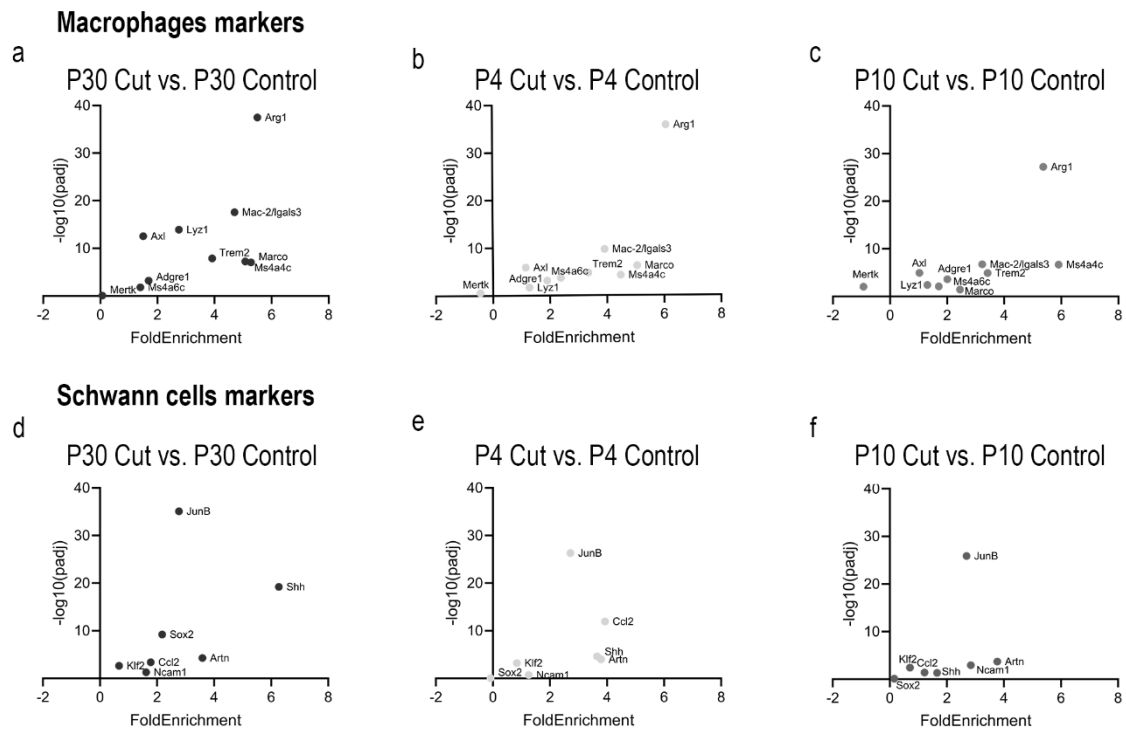 Macrophages markers
a
P30 Cut vs. P30 Control
40
30
20
10
0
-log10(padj)
Arg1
Mac-2/lgals3
Lyz1
Axl
Trem2
Marco
Ms4a4c
Adgre1
Ms4a6c
Mertk
-2
0
2
4
6
8
FoldEnrichment
b
P4 Cut vs. P4 Control
40
30
20
10
0
-log10(padj)
Arg1
Mac-2/lgals3
Axl
Ms4a6c
Trem2
Marco
Adgre1
Ms4a4c
Lyz1
Mertk
-2
0
2
4
6
8
FoldEnrichment
c
P10 Cut vs. P10 Control
40
30
20
10
0
-log10(padj)
Arg1
Axl
Adgre1
Mac-2/lgals3
Ms4a4c
Trem2
Mertk
Lyz1
Ms4a6c
Marco
-2
0
2
4
6
8
FoldEnrichment
Schwann cells markers
d
P30 Cut vs. P30 Control
40
30
20
10
-log10(padj)
JunB
Shh
Sox2
Artn
Klf2
Ccl2
Ncam1
-2
0
2
4
6
8
FoldEnrichment
e
P4 Cut vs. P4 Control
40
30
20
10
-log10(padj)
JunB
Ccl2
Shh
Artn
Klf2
Sox2
Ncam1
-2
0
2
4
6
8
FoldEnrichment
f
P10 Cut vs. P10 Control
40
30
20
10
-log10(padj)
JunB
Klf2
Ccl2
Artn
Shh
Ncam1
Sox2
-2
0
2
4
6
8
FoldEnrichment